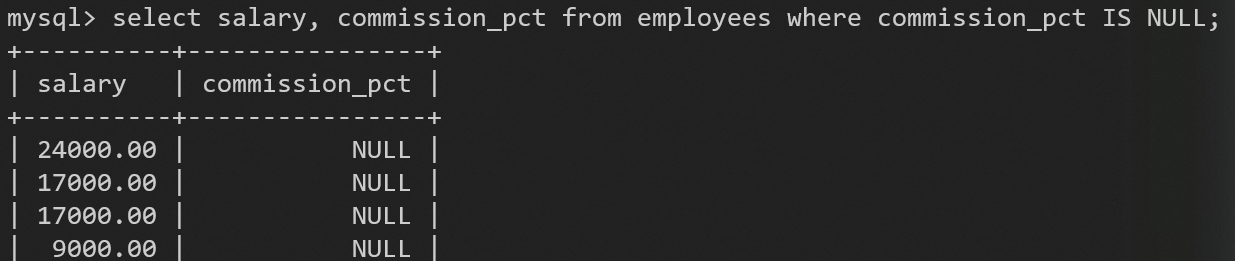 mysql> select salary, commission_pct from employees where commission_pct IS NULL;
+----------+----------------+
| salary   | commission_pct |
+----------+----------------+
| 24000.00 |           NULL |
| 17000.00 |           NULL |
| 17000.00 |           NULL |
|  9000.00 |           NULL |